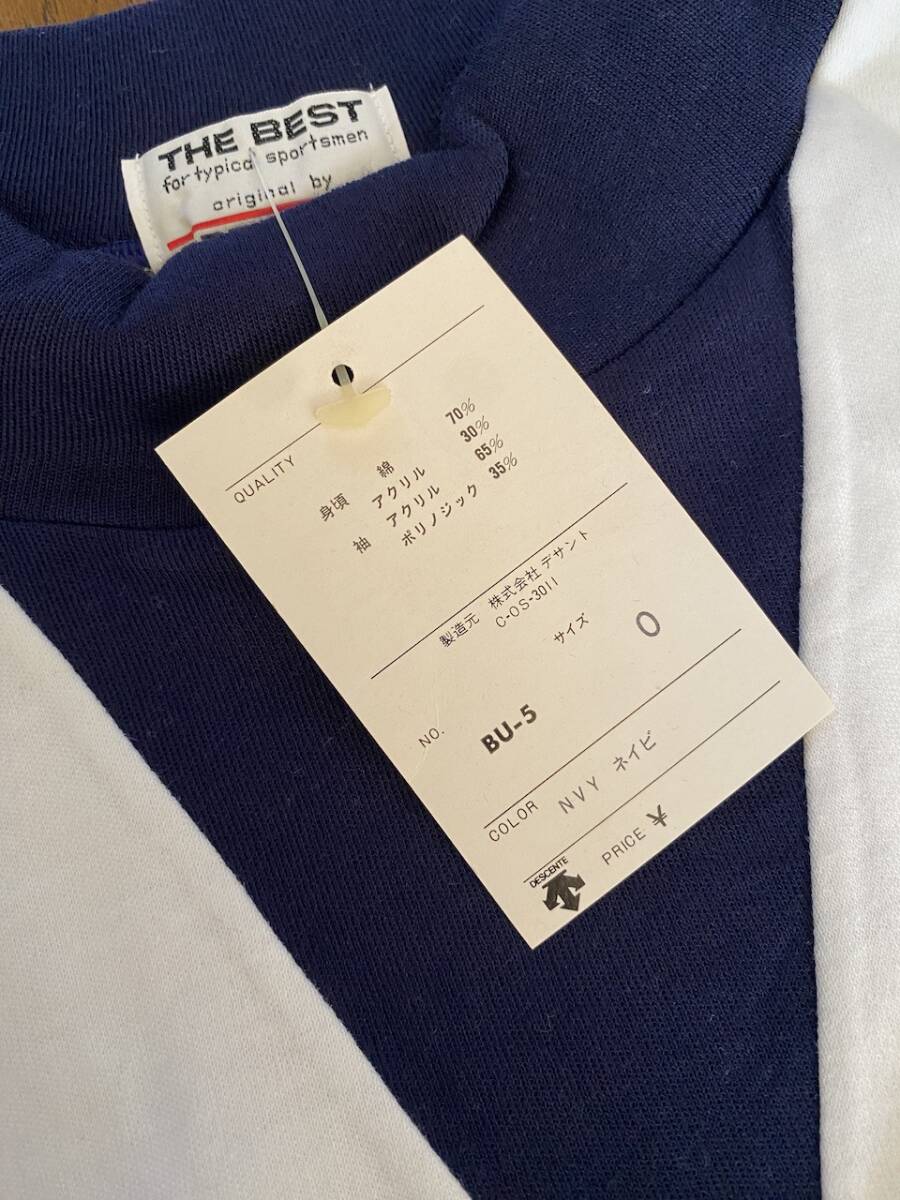 THE BEST
for typical sportsmen
original by
QUALITY
身頃 綿 70%
アクリル 30%
袖 アクリル 65%
ポリノジック 35%
製造元 株式会社 デサント
C-OS-3011
NO. BU-5 サイズ 0
COLOR NVY ネイビ
DESCENTE PRICE ¥